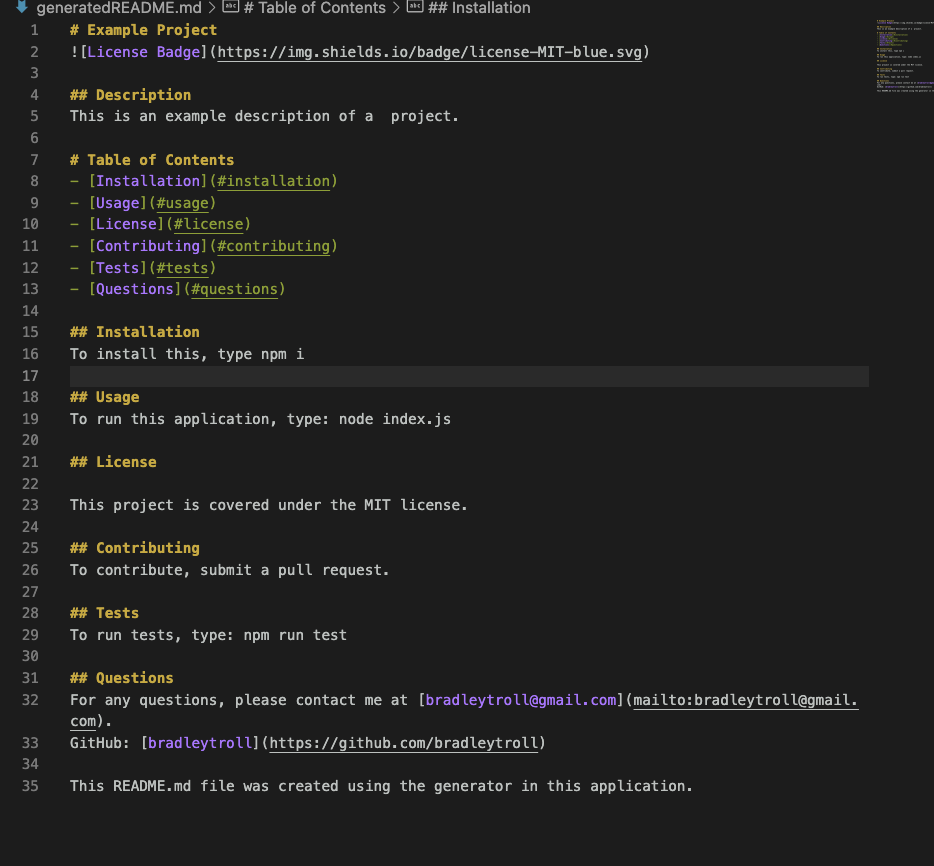 generatedREADME.md > # Table of Contents > ## Installation
1 # Example Project
2 ![License Badge](https://img.shields.io/badge/license-MIT-blue.svg)
3
4 ## Description
5 This is an example description of a  project.
6
7 # Table of Contents
8 - [Installation](#installation)
9 - [Usage](#usage)
10 - [License](#license)
11 - [Contributing](#contributing)
12 - [Tests](#tests)
13 - [Questions](#questions)
14
15 ## Installation
16 To install this, type npm i
17
18 ## Usage
19 To run this application, type: node index.js
20
21 ## License
22
23 This project is covered under the MIT license.
24
25 ## Contributing
26 To contribute, submit a pull request.
27
28 ## Tests
29 To run tests, type: npm run test
30
31 ## Questions
32 For any questions, please contact me at [bradleytroll@gmail.com](mailto:bradleytroll@gmail.
com).
33 GitHub: [bradleytroll](https://github.com/bradleytroll)
34
35 This README.md file was created using the generator in this application.